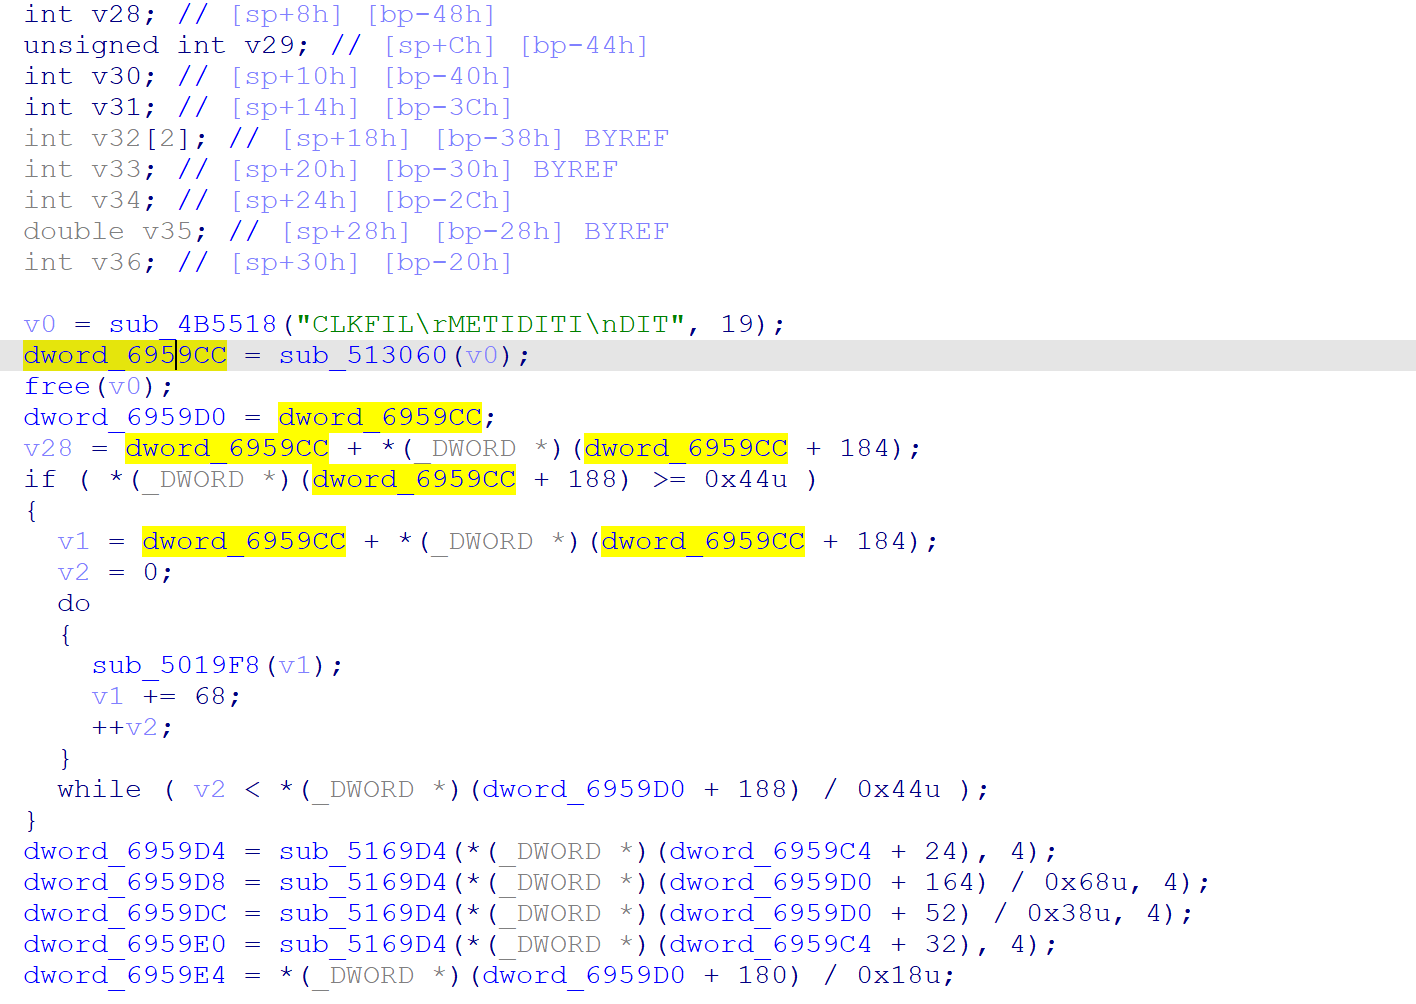 int v28; // [sp+8h] [bp-48h]
unsigned int v29; // [sp+Ch] [bp-44h]
int v30; // [sp+10h] [bp-40h]
int v31; // [sp+14h] [bp-3Ch]
int v32[2]; // [sp+18h] [bp-38h] BYREF
int v33; // [sp+20h] [bp-30h] BYREF
int v34; // [sp+24h] [bp-2Ch]
double v35; // [sp+28h] [bp-28h] BYREF
int v36; // [sp+30h] [bp-20h]

v0 = sub_4B5518("CLKFIL\rMETIDITI\nDIT", 19);
dword_6959CC = sub_513060(v0);
free(v0);
dword_6959D0 = dword_6959CC;
v28 = dword_6959CC + *(_DWORD *)(dword_6959CC + 184);
if ( *(_DWORD *)(dword_6959CC + 188) >= 0x44u )
{
  v1 = dword_6959CC + *(_DWORD *)(dword_6959CC + 184);
  v2 = 0;
  do
  {
    sub_5019F8(v1);
    v1 += 68;
    ++v2;
  }
  while ( v2 < *(_DWORD *)(dword_6959D0 + 188) / 0x44u );
}
dword_6959D4 = sub_5169D4(*(_DWORD *)(dword_6959C4 + 24), 4);
dword_6959D8 = sub_5169D4(*(_DWORD *)(dword_6959D0 + 164) / 0x68u, 4);
dword_6959DC = sub_5169D4(*(_DWORD *)(dword_6959D0 + 52) / 0x38u, 4);
dword_6959E0 = sub_5169D4(*(_DWORD *)(dword_6959C4 + 32), 4);
dword_6959E4 = *(_DWORD *)(dword_6959D0 + 180) / 0x18u;